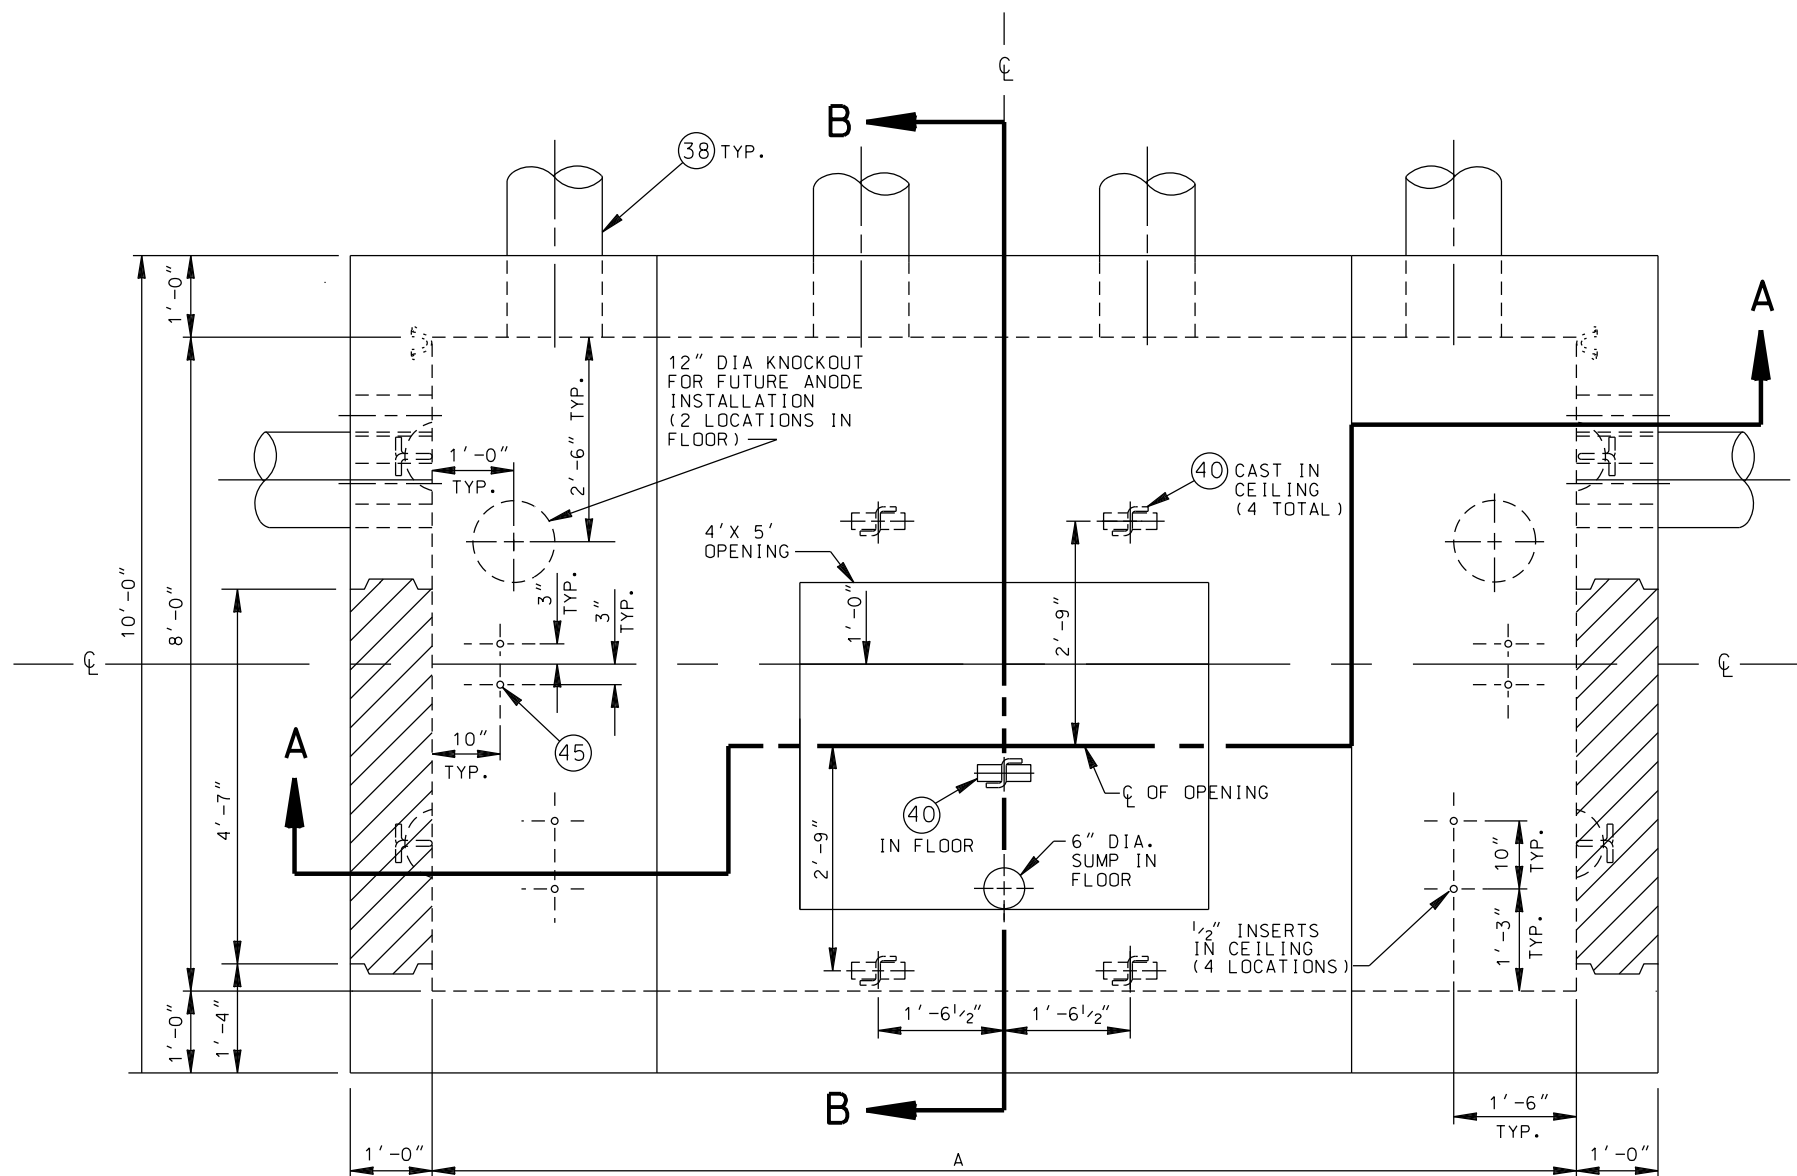 ℄
B
38 TYP.
1'-0"
10'-0"
8'-0"
A
12" DIA KNOCKOUT
FOR FUTURE ANODE
INSTALLATION
(2 LOCATIONS IN
FLOOR)
2'-6" TYP.
1'-0"
TYP.
40 CAST IN
CEILING
(4 TOTAL)
4'X 5'
OPENING
3"
TYP.
3"
TYP.
1'-0"
2'-9"
℄
℄
A
10"
TYP.
45
4'-7"
℄ OF OPENING
40
IN FLOOR
2'-9"
6" DIA.
SUMP IN
FLOOR
10"
TYP.
1'-3"
TYP.
1/2" INSERTS
IN CEILING
(4 LOCATIONS)
1'-6 1/2"
1'-6 1/2"
1'-0"
1'-4"
B
1'-6"
TYP.
1'-0"
A
1'-0"